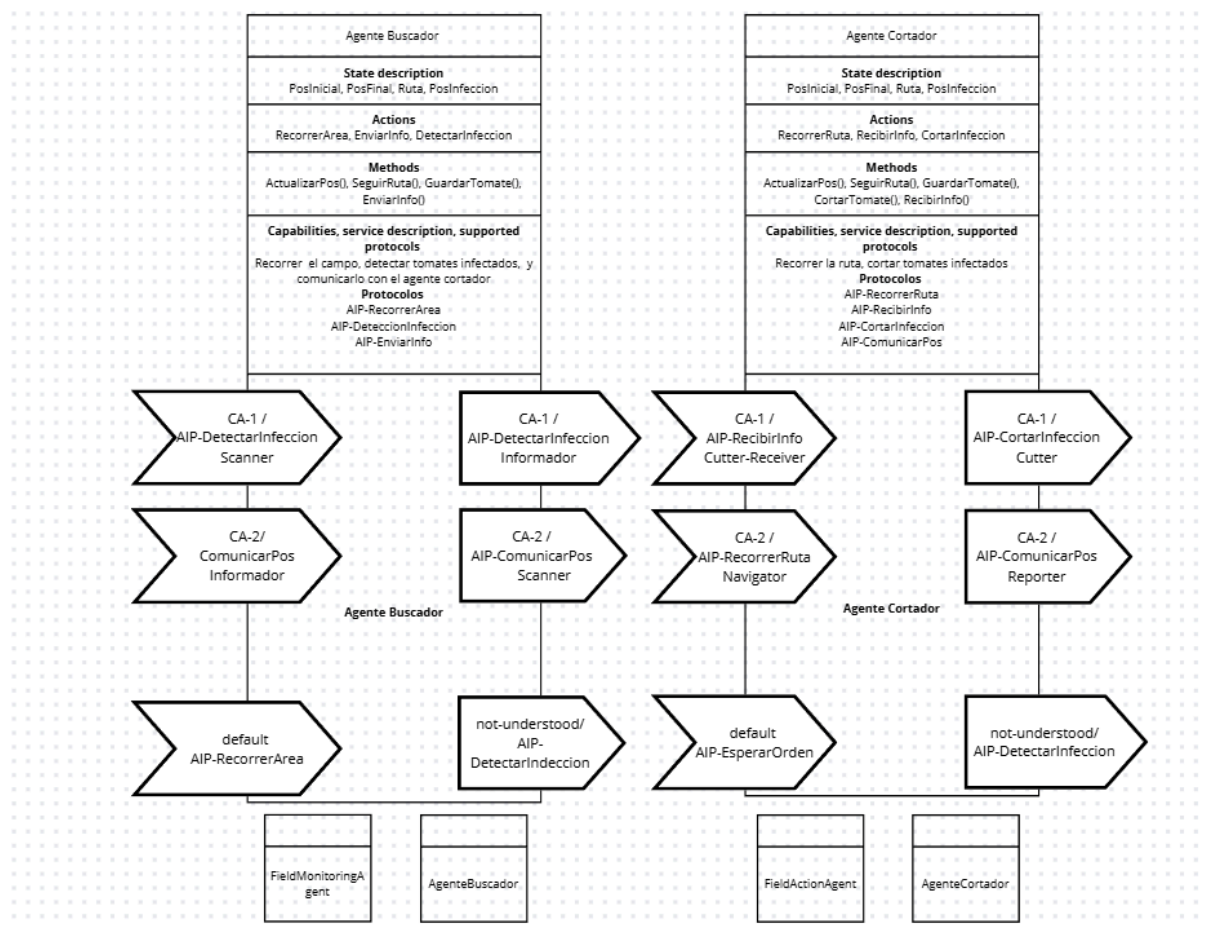 Agente Buscador
State description
PosInicial, PosFinal, Ruta, PosInfeccion
Actions
RecorrerArea, EnviarInfo, DetectarInfeccion
Methods
ActualizarPos(), SeguirRuta(), GuardarTomate(),
EnviarInfo()
Capabilities, service description, supported
protocols
Recorrer el campo, detectar tomates infectados, y
comunicarlo con el agente cortador
Protocolos
AIP-RecorrerArea
AIP-DeteccionInfeccion
AIP-EnviarInfo
CA-1 /
AIP-DetectarInfeccion
Scanner
CA-1 /
AIP-DetectarInfeccion
Informador
CA-2/
ComunicarPos
Informador
CA-2 /
AIP-ComunicarPos
Scanner
Agente Buscador
default
AIP-RecorrerArea
not-understood/
AIP-
DetectarIndeccion
FieldMonitoringA
gent
AgenteBuscador
Agente Cortador
State description
PosInicial, PosFinal, Ruta, PosInfeccion
Actions
RecorrerRuta, RecibirInfo, CortarInfeccion
Methods
ActualizarPos(), SeguirRuta(), GuardarTomate(),
CortarTomate(), RecibirInfo()
Capabilities, service description, supported
protocols
Recorrer la ruta, cortar tomates infectados
Protocolos
AIP-RecorrerRuta
AIP-RecibirInfo
AIP-CortarInfeccion
AIP-ComunicarPos
CA-1 /
AIP-RecibirInfo
Cutter-Receiver
CA-1 /
AIP-CortarInfeccion
Cutter
CA-2 /
AIP-RecorrerRuta
Navigator
CA-2 /
AIP-ComunicarPos
Reporter
Agente Cortador
default
AIP-EsperarOrden
not-understood/
AIP-DetectarInfeccion
FieldActionAgent
AgenteCortador